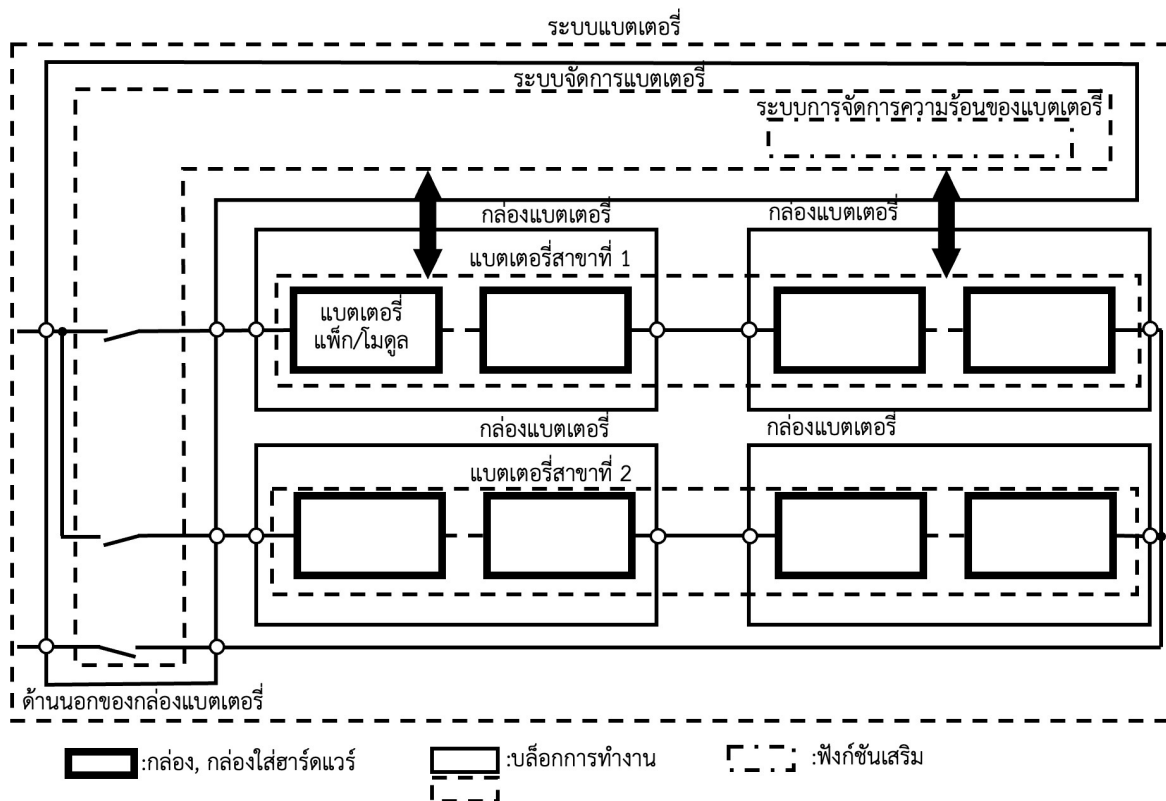 ระบบแบตเตอรี่
ระบบจัดการแบตเตอรี่
ระบบการจัดการความร้อนของแบตเตอรี่
กล่องแบตเตอรี่
กล่องแบตเตอรี่
แบตเตอรี่สาขาที่ 1
แบตเตอรี่
แพ็ก/โมดูล
กล่องแบตเตอรี่
กล่องแบตเตอรี่
แบตเตอรี่สาขาที่ 2
ด้านนอกของกล่องแบตเตอรี่
:กล่อง, กล่องใส่ฮาร์ดแวร์
:บล็อกการทำงาน
:ฟังก์ชันเสริม